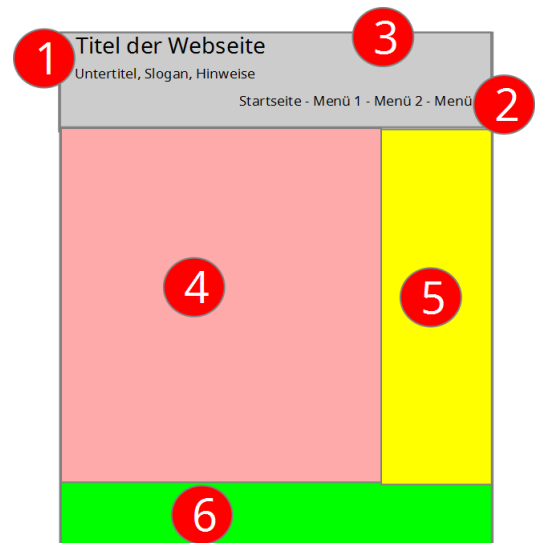 1
Titel der Webseite
3
Untertitel, Slogan, Hinweise
Startseite - Menü 1 - Menü 2 - Menü
2
4
5
6